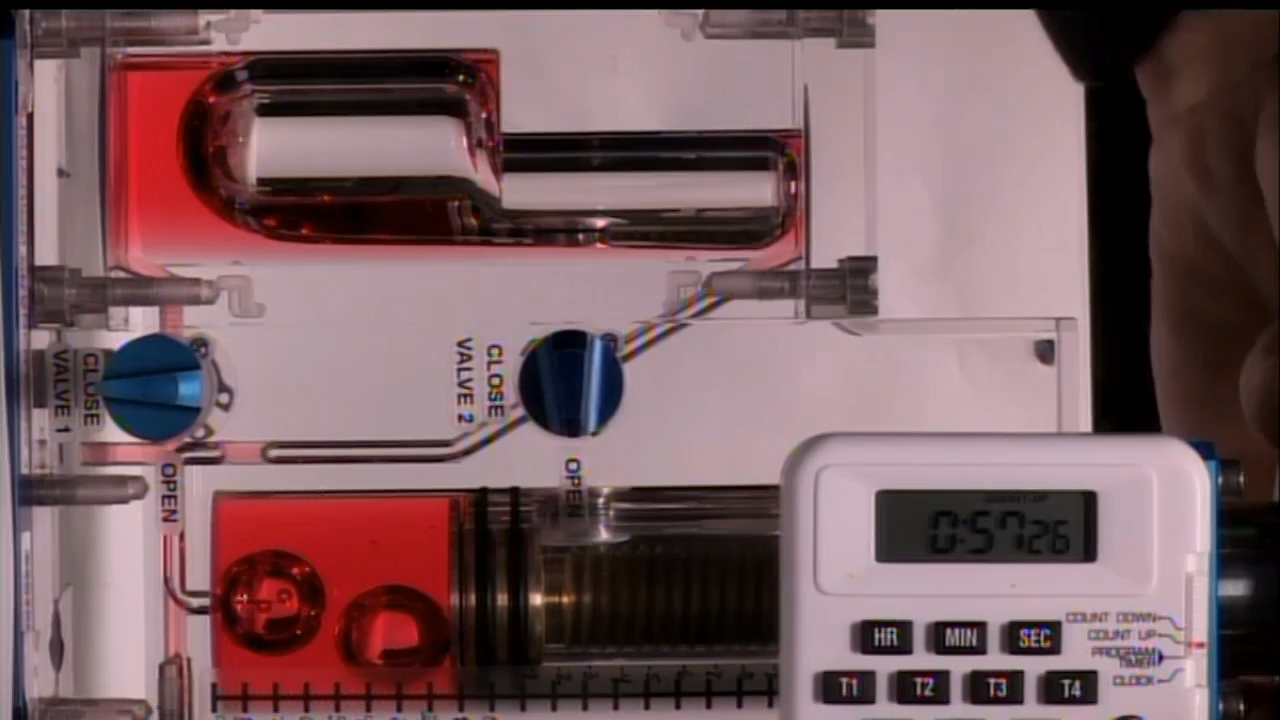 CLOSE
VALVE 1
OPEN
CLOSE
VALVE 2
OPEN
0:57 26
HR MIN SEC
COUNT DOWN
COUNT UP
PROGRAM
TIMER
CLOCK
T1 T2 T3 T4